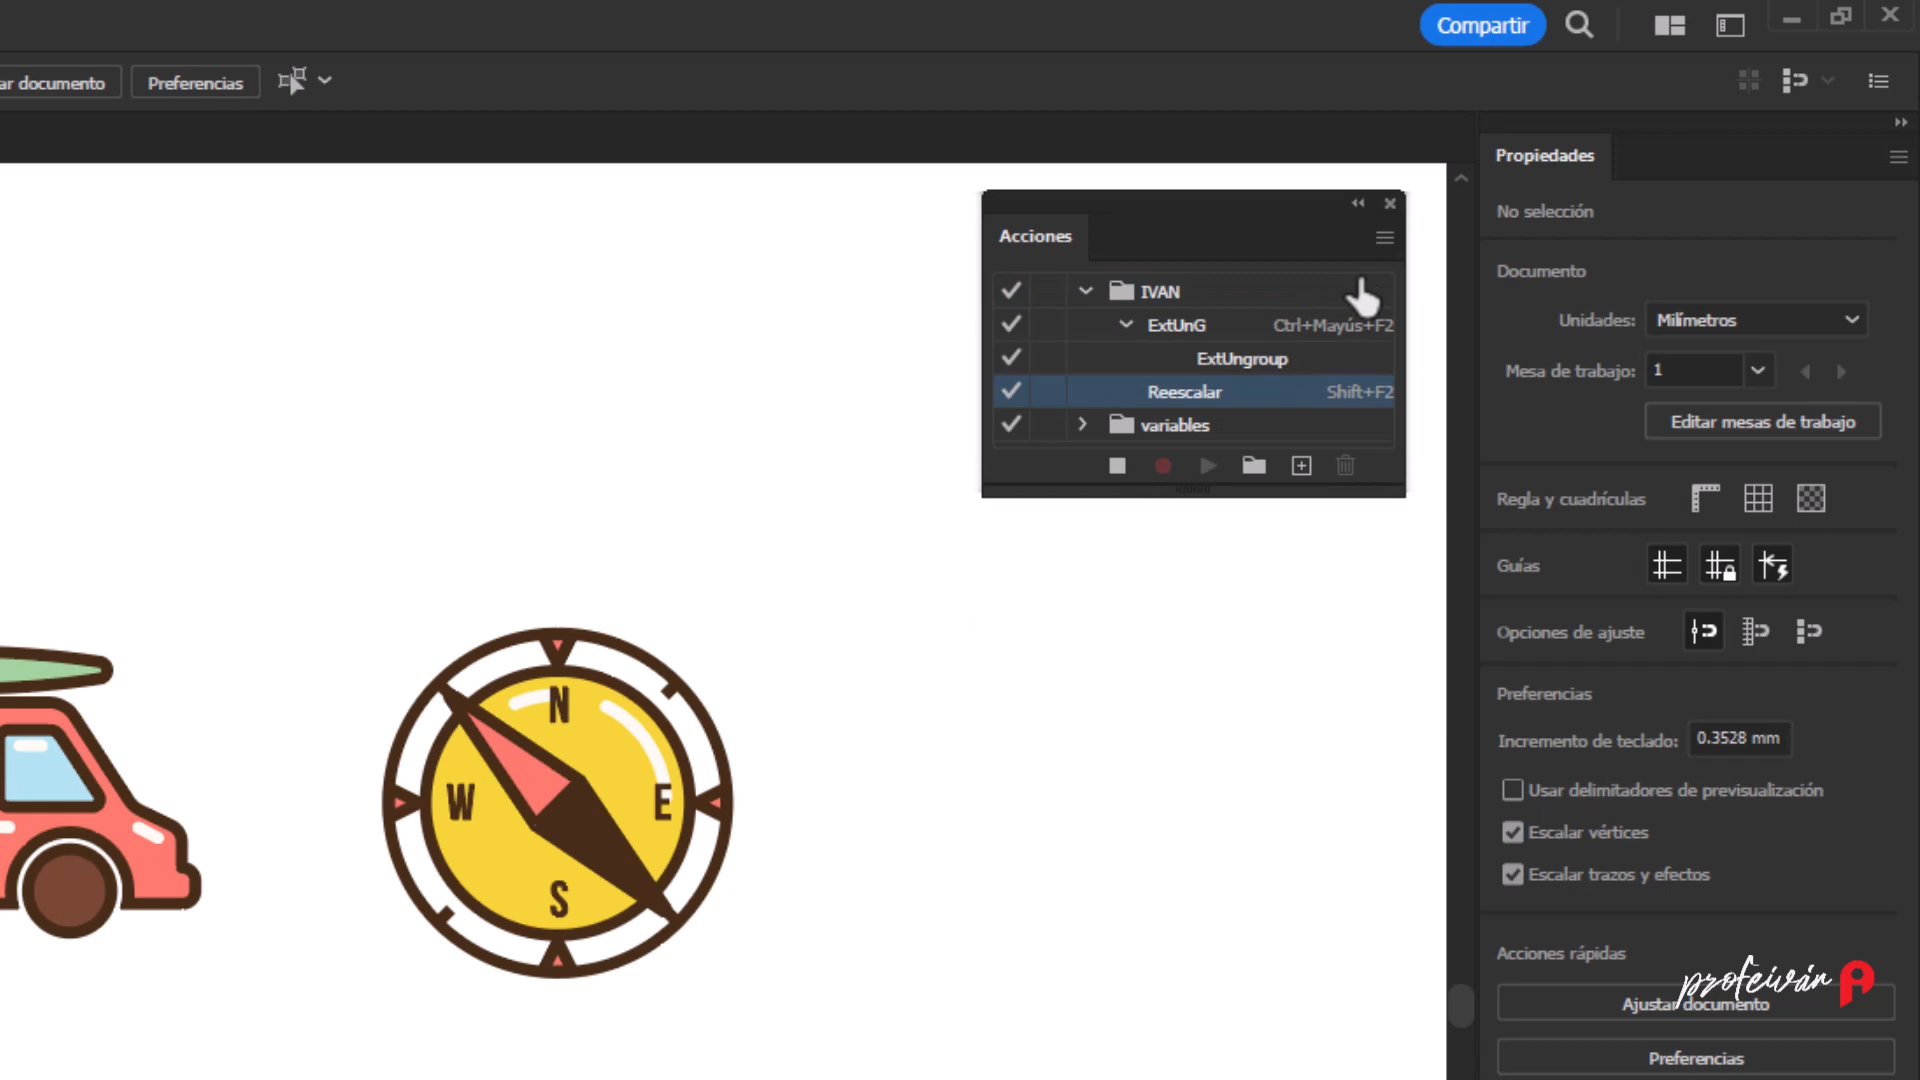 Compartir
ar documento
Preferencias
Propiedades
No selección
Documento
Unidades: Milímetros
Mesa de trabajo: 1
Editar mesas de trabajo
Acciones
IVAN
ExtUnG Ctrl+Mayús+F2
ExtUngroup
Reescalar Shift+F2
variables
Regla y cuadrículas
Guías
Opciones de ajuste
Preferencias
Incremento de teclado: 0.3528 mm
Usar delimitadores de previsualización
Escalar vértices
Escalar trazos y efectos
Acciones rápidas
profeiván
Ajustar documento
Preferencias
N
W
E
S